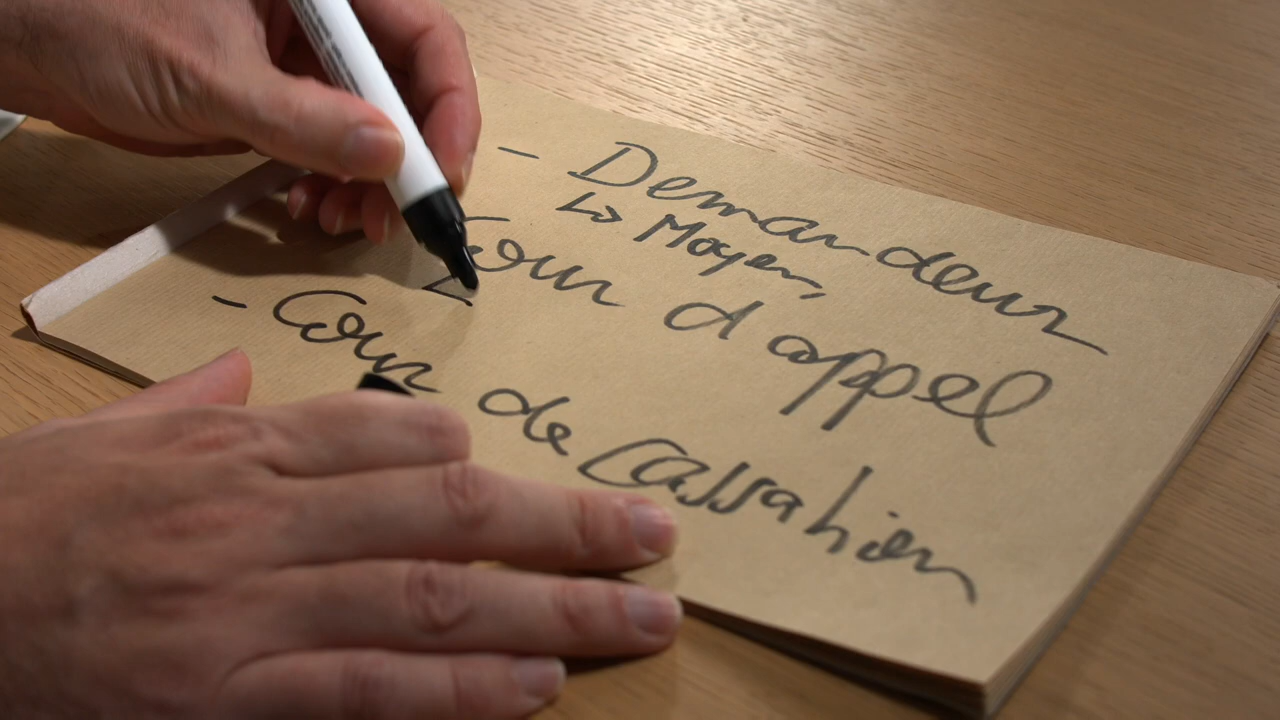 - Demandeur
↳ Moyen
Cour d'appel
- Cour de Cassation